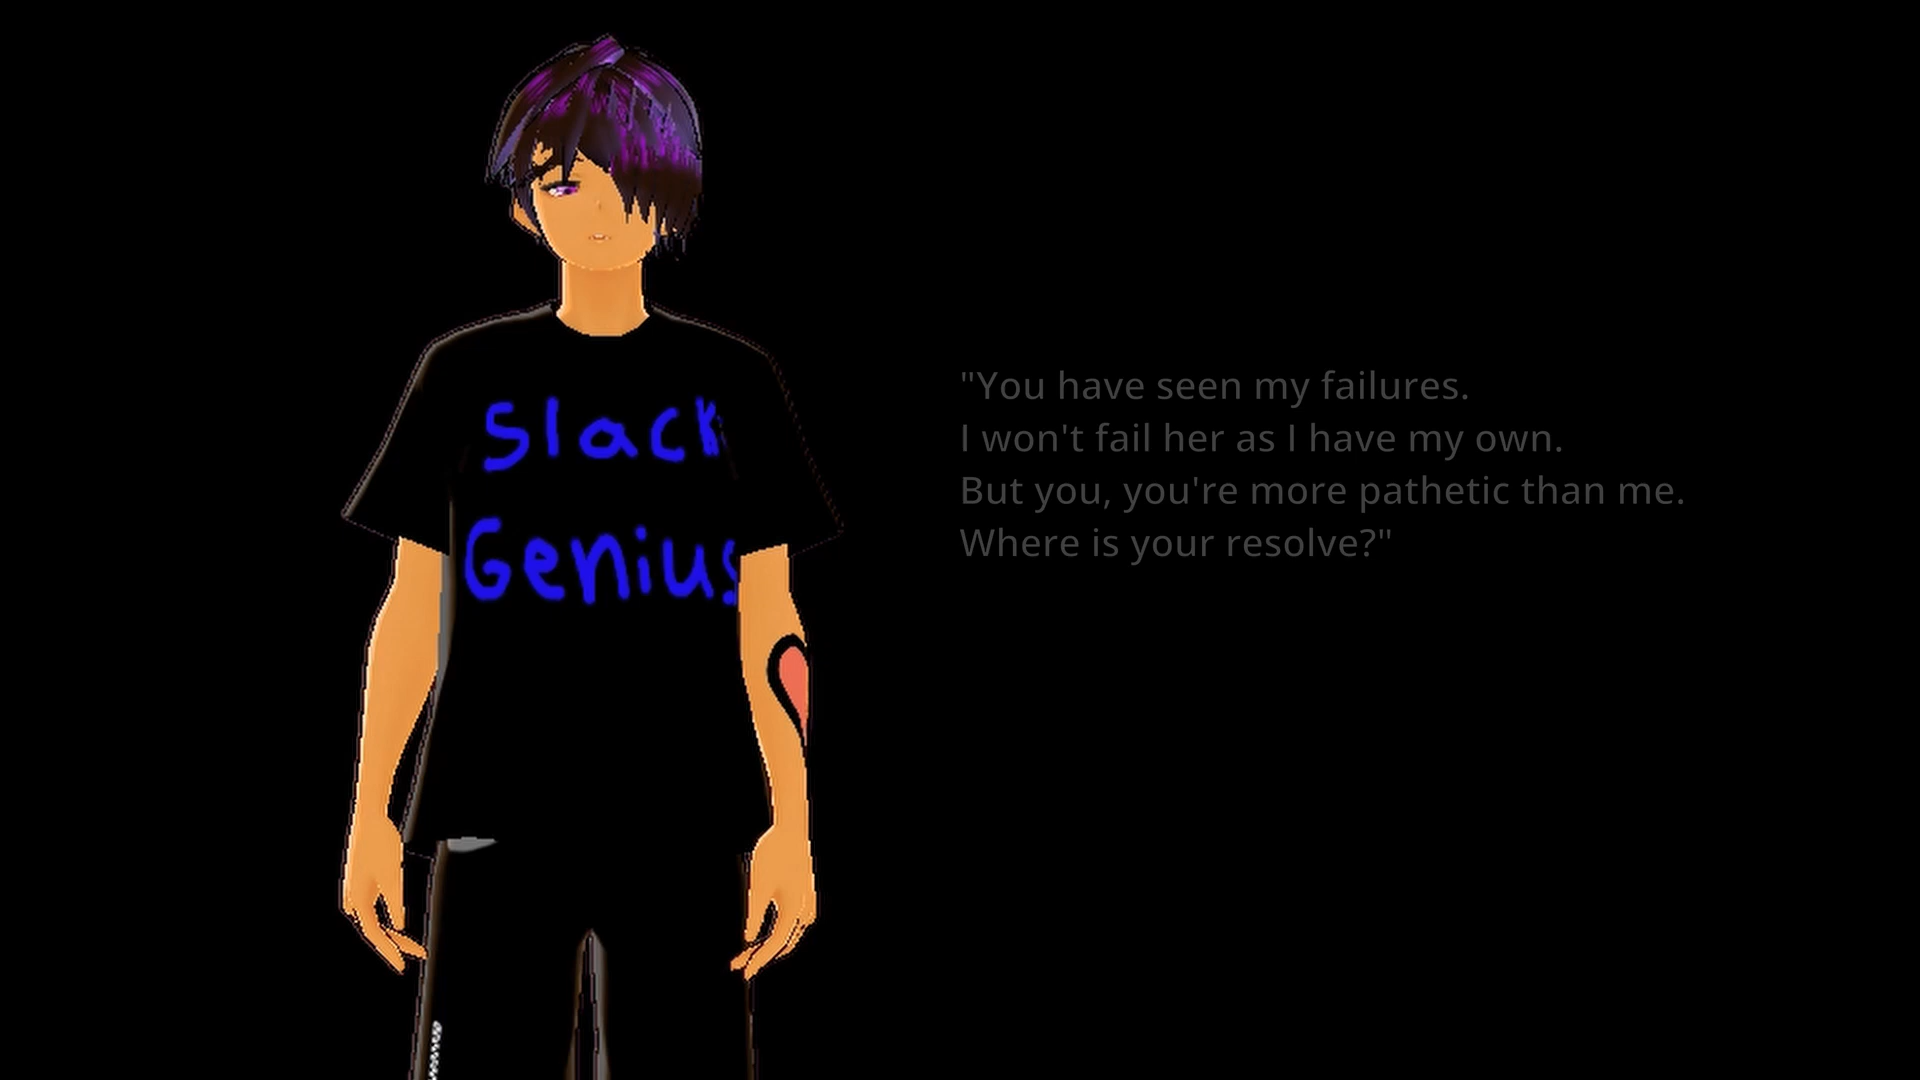 Slack
Genius
"You have seen my failures.
I won't fail her as I have my own.
But you, you're more pathetic than me.
Where is your resolve?"